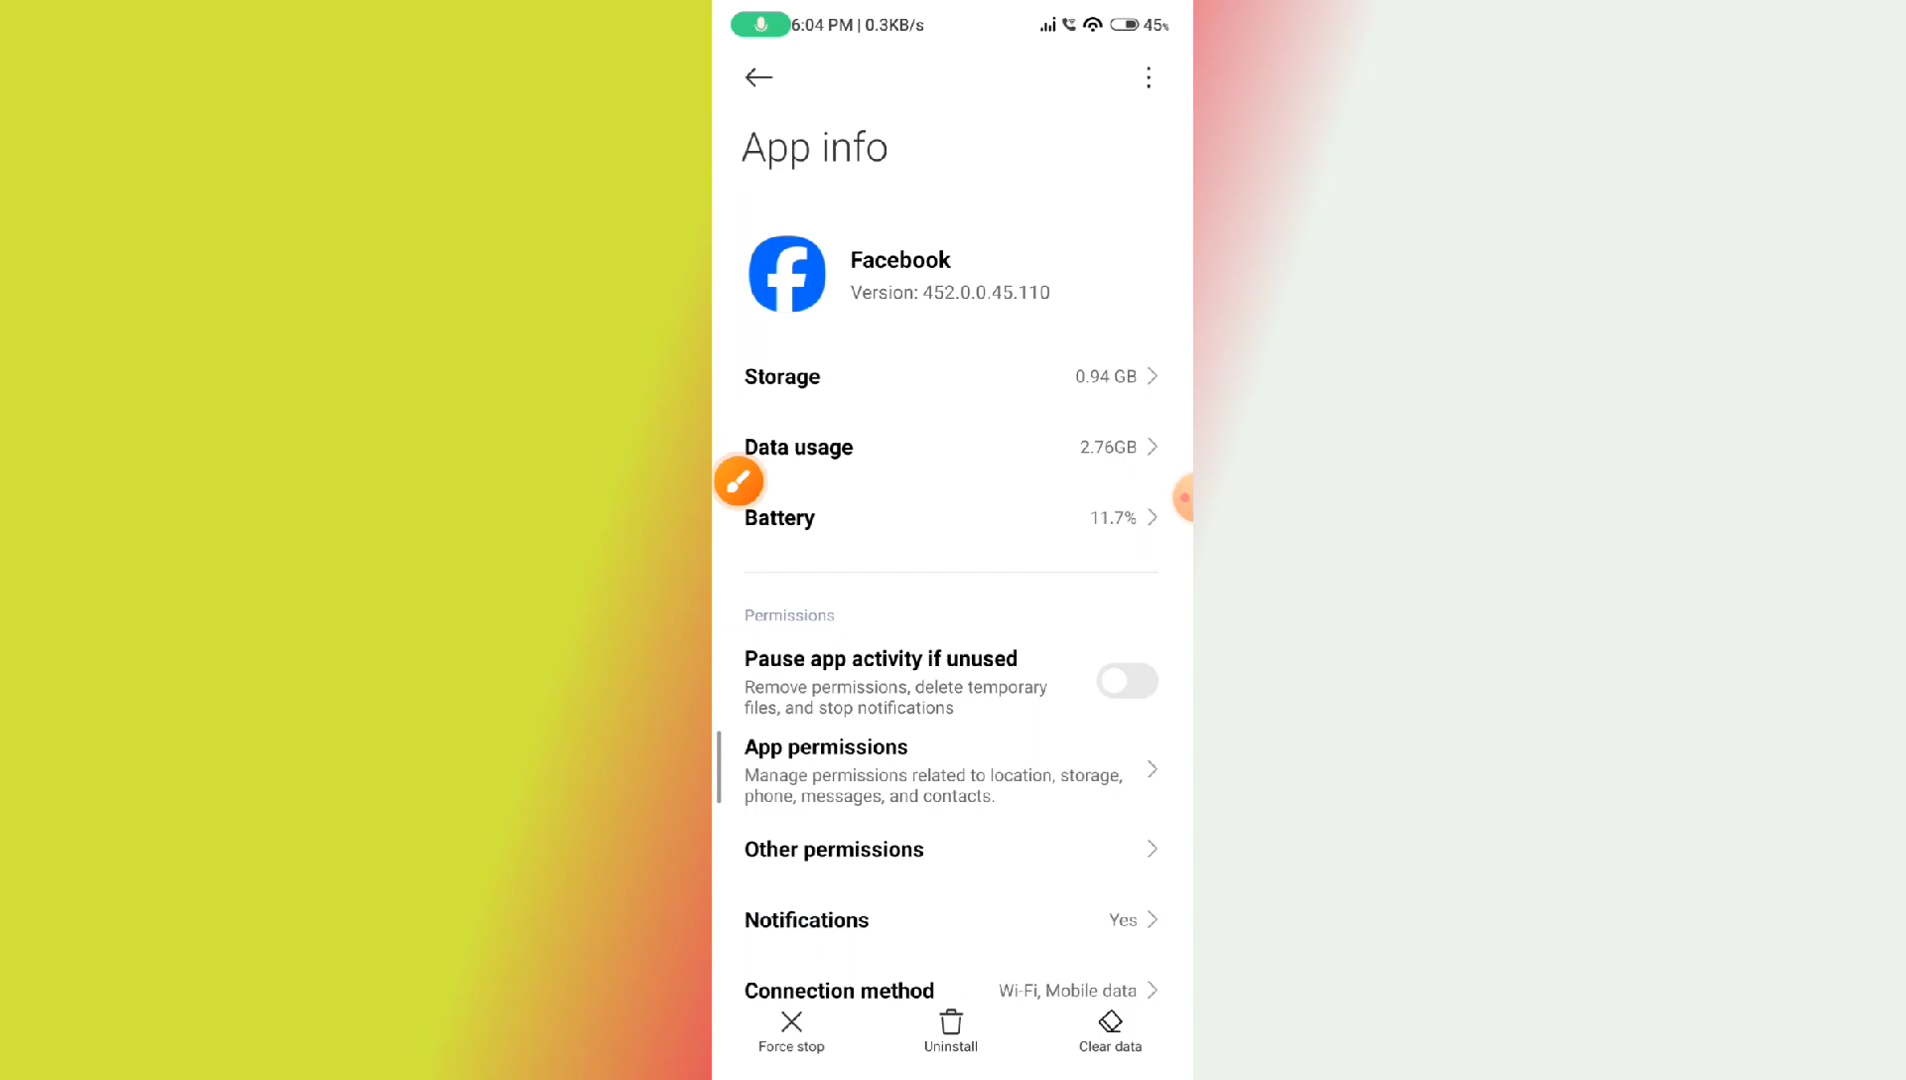 6:04 PM | 0.3KB/s 45%
App info
Facebook
Version: 452.0.0.45.110
Storage 0.94 GB
Data usage 2.76GB
Battery 11.7%
Permissions
Pause app activity if unused
Remove permissions, delete temporary
files, and stop notifications
App permissions
Manage permissions related to location, storage,
phone, messages, and contacts.
Other permissions
Notifications Yes
Connection method Wi-Fi, Mobile data
Force stop Uninstall Clear data